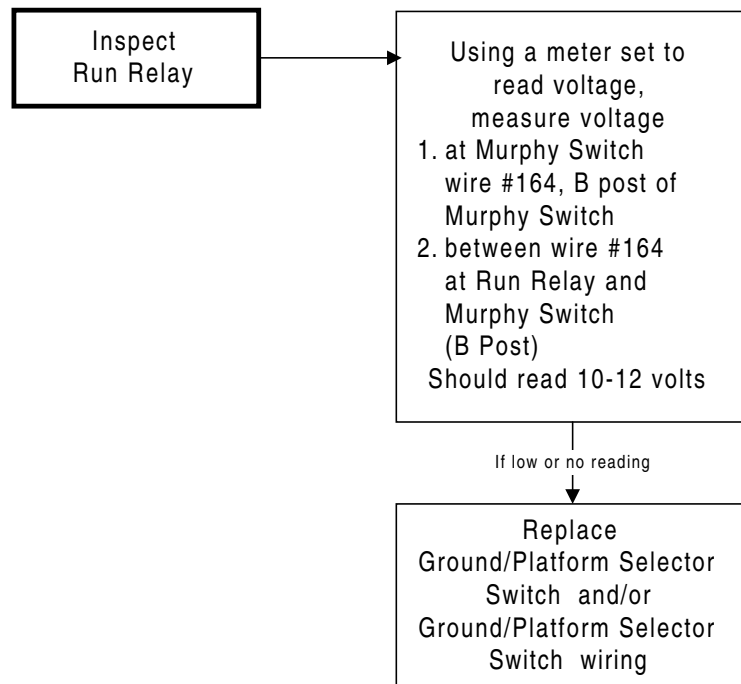 Inspect
Run Relay
Using a meter set to
read voltage,
measure voltage
1. at Murphy Switch
wire #164, B post of
Murphy Switch
2. between wire #164
at Run Relay and
Murphy Switch
(B Post)
Should read 10-12 volts
If low or no reading
Replace
Ground/Platform Selector
Switch and/or
Ground/Platform Selector
Switch wiring